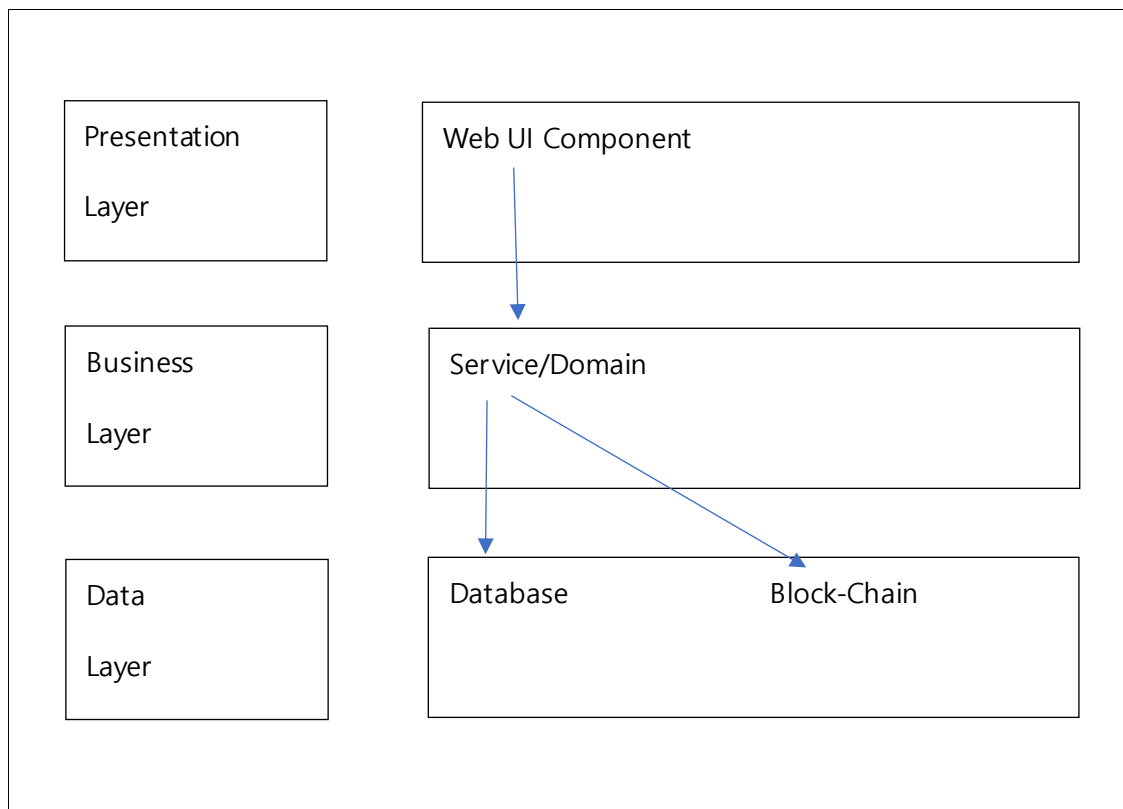 Presentation
Layer
Web UI Component
Business
Layer
Service/Domain
Data
Layer
Database
Block-Chain